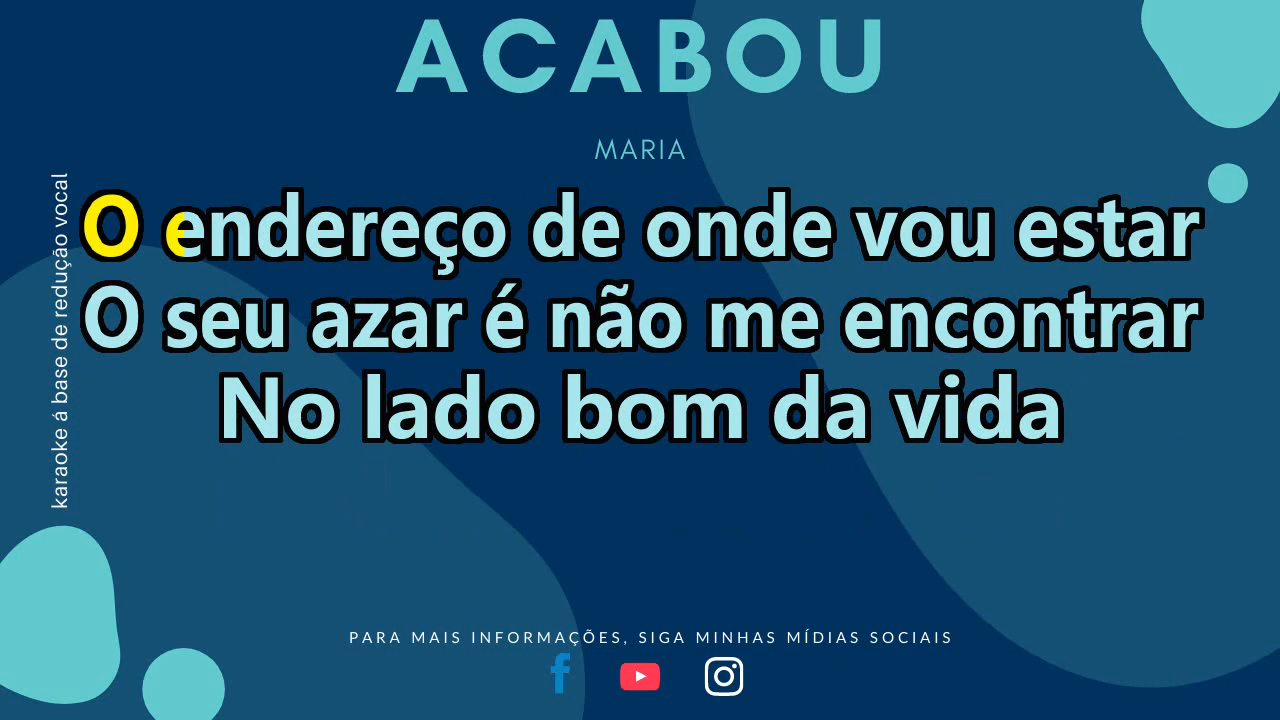 ACABOU
MARIA
karaoke á base de redução vocal
O endereço de onde vou estar
O seu azar é não me encontrar
No lado bom da vida
PARA MAIS INFORMAÇÕES, SIGA MINHAS MÍDIAS SOCIAIS